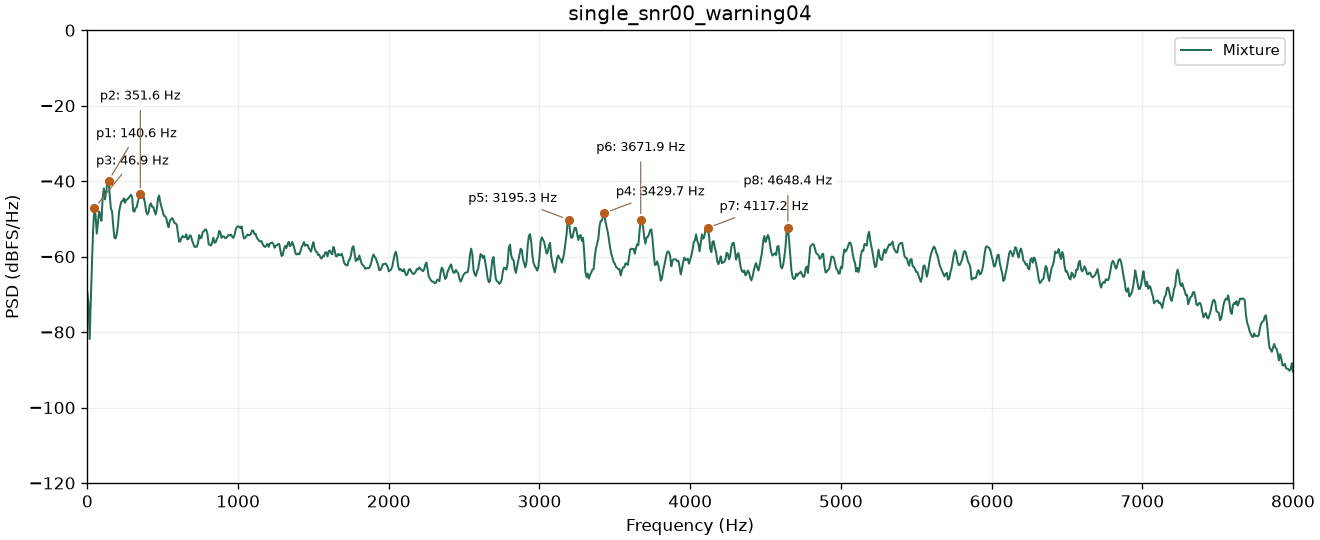 single_snr00_warning04
Mixture
p2: 351.6 Hz
p1: 140.6 Hz
p3: 46.9 Hz
p6: 3671.9 Hz
p8: 4648.4 Hz
p5: 3195.3 Hz
p4: 3429.7 Hz
p7: 4117.2 Hz
PSD (dBFS/Hz)
0
−20
−40
−60
−80
−100
−120
0 1000 2000 3000 4000 5000 6000 7000 8000
Frequency (Hz)